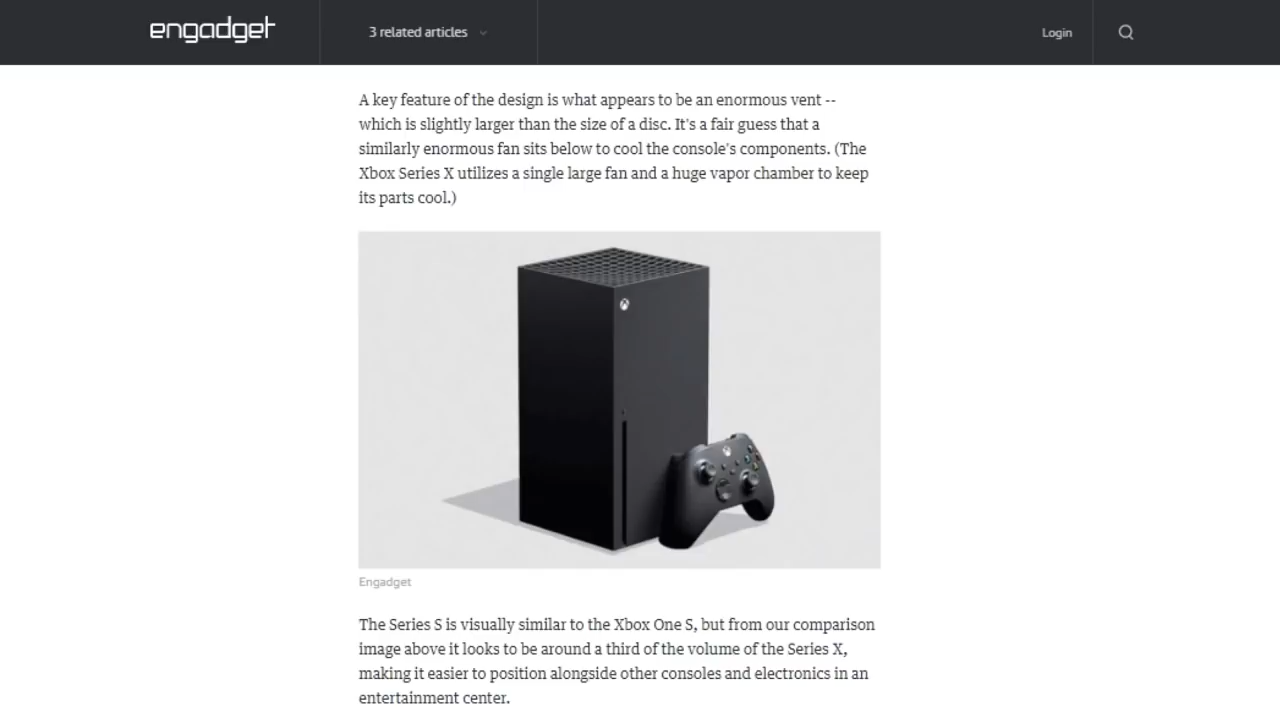 engadget
3 related articles
Login
A key feature of the design is what appears to be an enormous vent --
which is slightly larger than the size of a disc. It's a fair guess that a
similarly enormous fan sits below to cool the console's components. (The
Xbox Series X utilizes a single large fan and a huge vapor chamber to keep
its parts cool.)
Engadget
The Series S is visually similar to the Xbox One S, but from our comparison
image above it looks to be around a third of the volume of the Series X,
making it easier to position alongside other consoles and electronics in an
entertainment center.